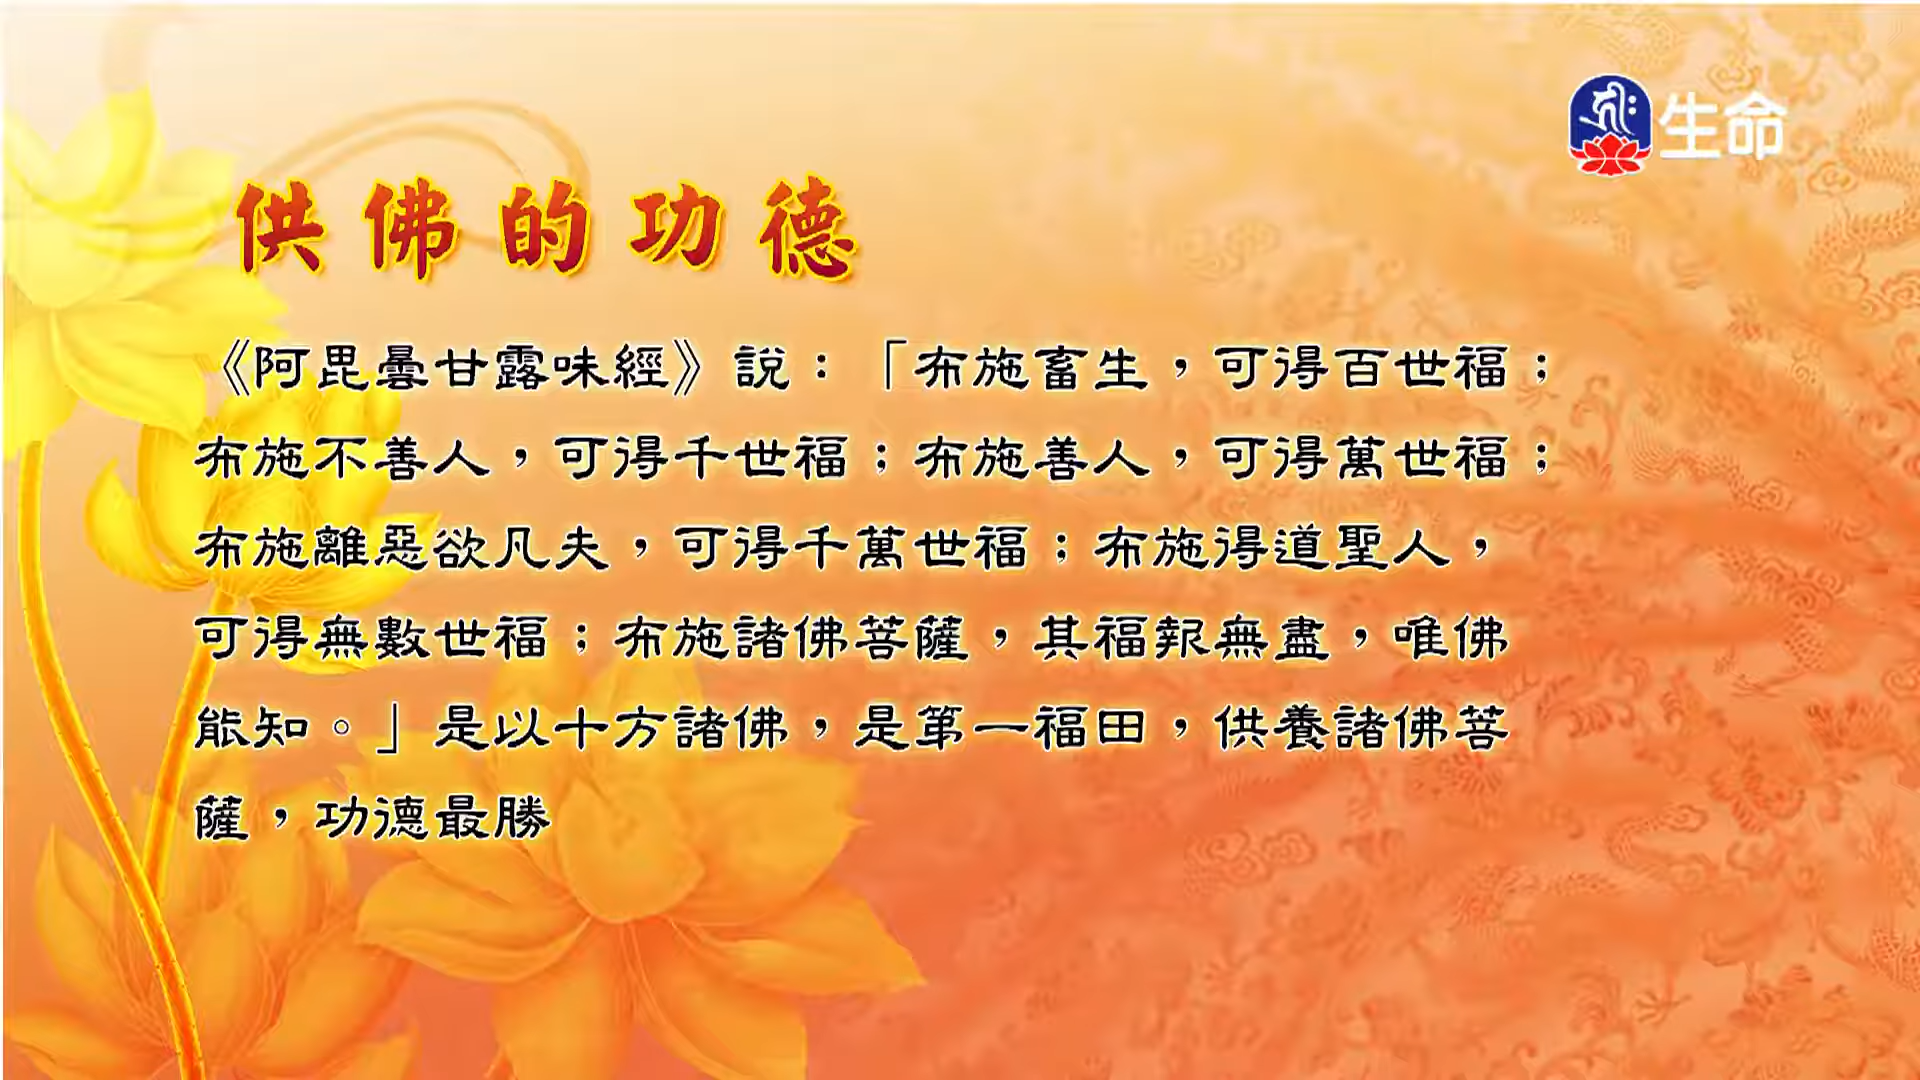 生命
供佛的功德
《阿毘曇甘露味經》說：「布施畜生，可得百世福；
布施不善人，可得千世福；布施善人，可得萬世福；
布施離惡欲凡夫，可得千萬世福；布施得道聖人，
可得無數世福；布施諸佛菩薩，其福報無盡，唯佛
能知。」是以十方諸佛，是第一福田，供養諸佛菩
薩，功德最勝